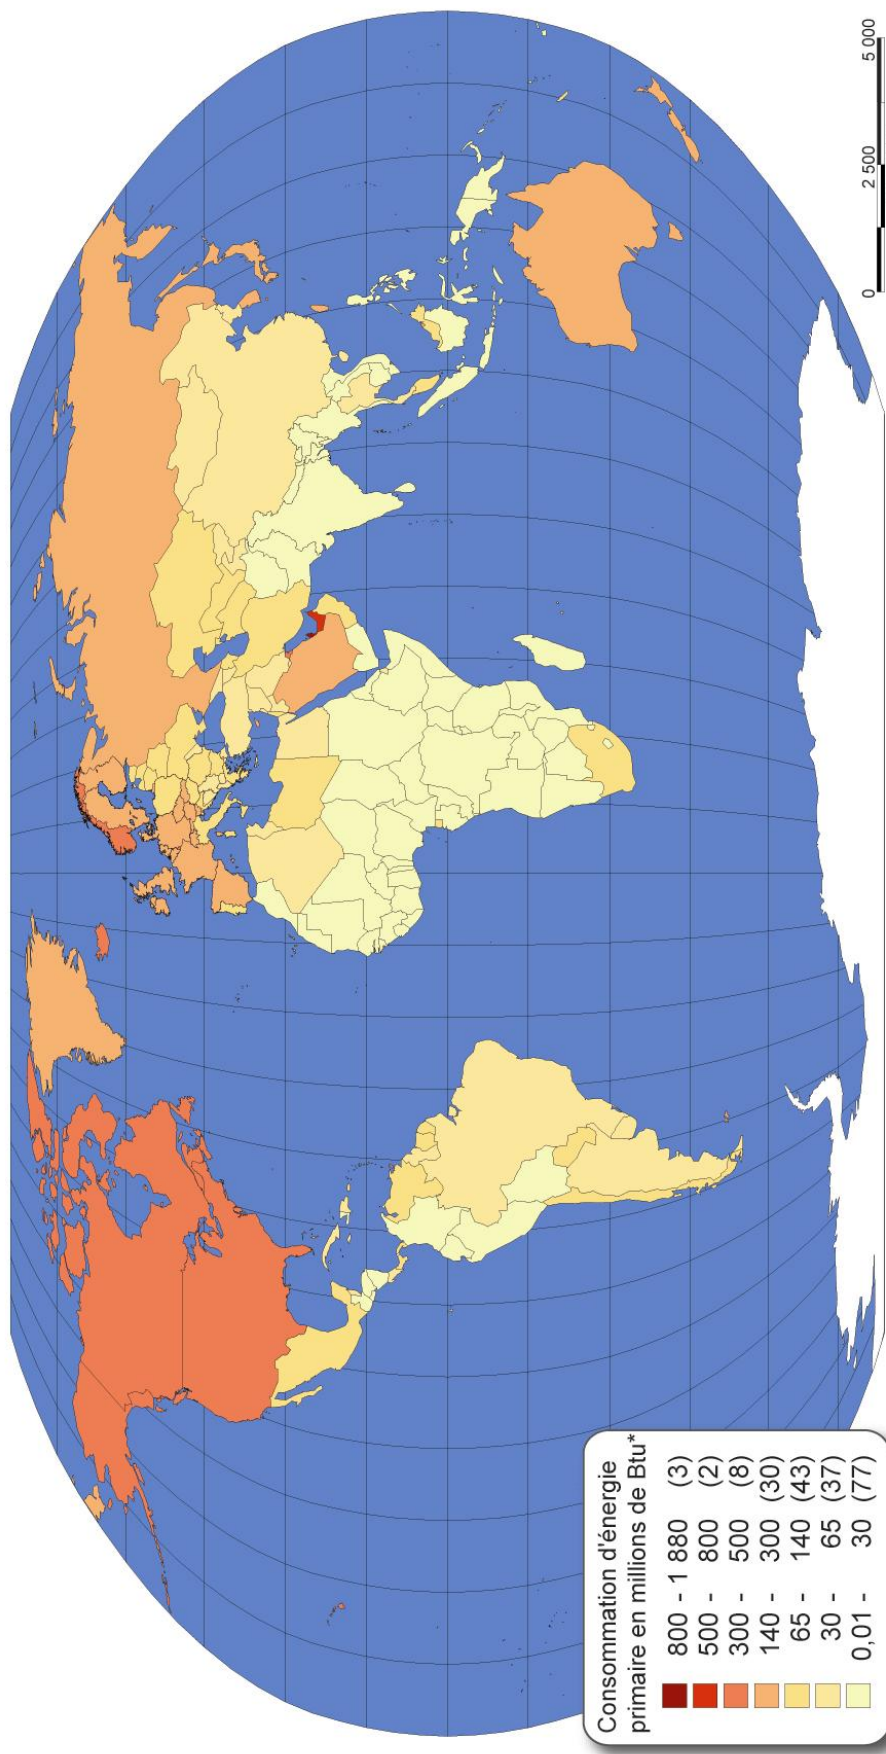 Consommation d'énergie
primaire en millions de Btu*
800 - 1 880 (3)
500 - 800 (2)
300 - 500 (8)
140 - 300 (30)
65 - 140 (43)
30 - 65 (37)
0,01 - 30 (77)
0 2 500 5 000